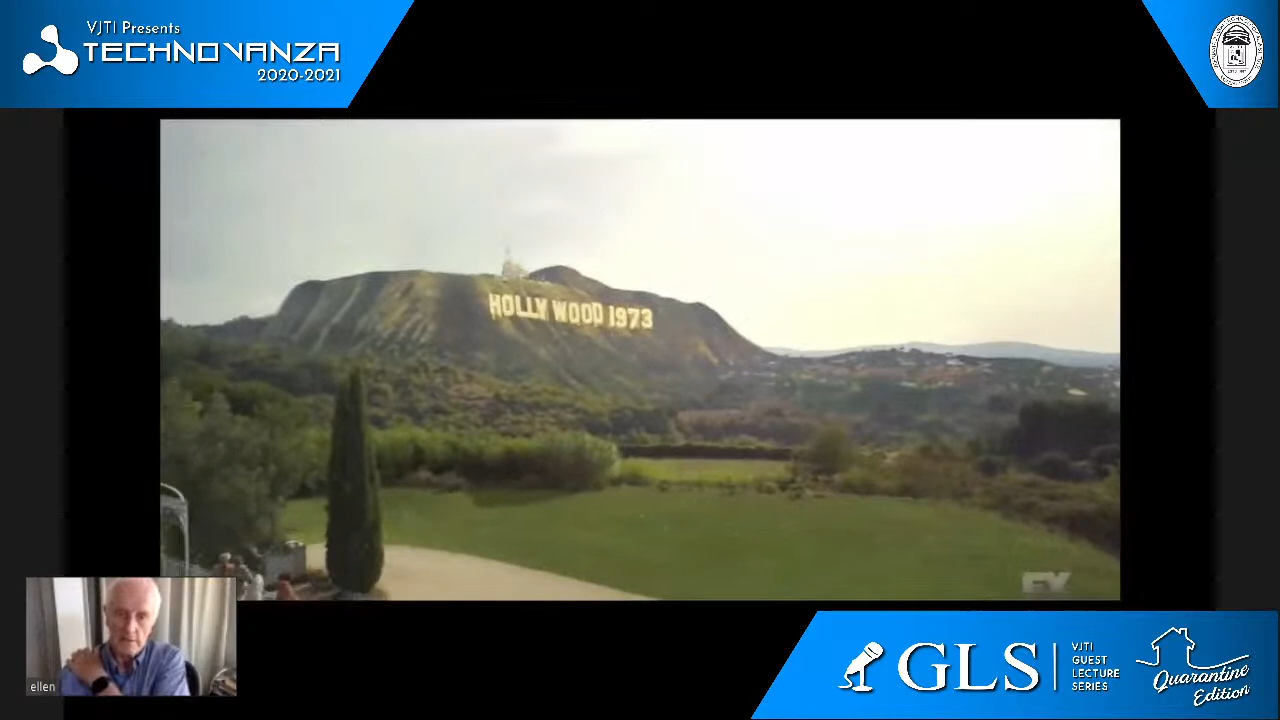 VJTI Presents
TECHNOVANZA
2020-2021
HOLLYWOOD 1973
FX
ellen
GLS
VJTI
GUEST
LECTURE
SERIES
Quarantine
Edition